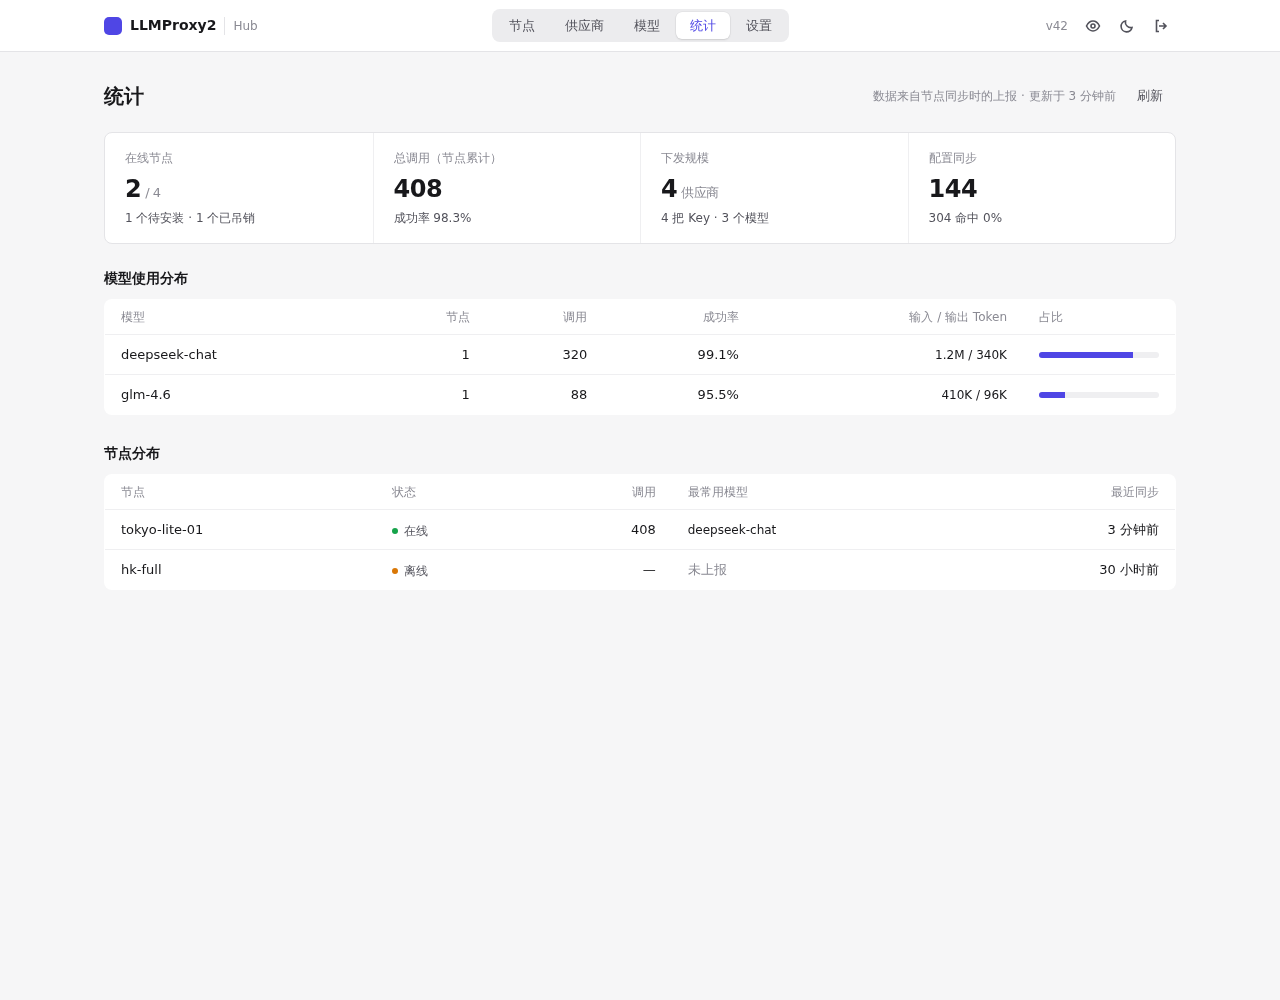 LLMProxy2 Hub 节点 供应商 模型 统计 设置 v42
统计 数据来自节点同步时的上报 · 更新于 3 分钟前 刷新
在线节点 总调用（节点累计） 下发规模 配置同步
2 / 4 408 4 供应商 144
1 个待安装 · 1 个已吊销 成功率 98.3% 4 把 Key · 3 个模型 304 命中 0%
模型使用分布
模型 节点 调用 成功率 输入 / 输出 Token 占比
deepseek-chat 1 320 99.1% 1.2M / 340K
glm-4.6 1 88 95.5% 410K / 96K
节点分布
节点 状态 调用 最常用模型 最近同步
tokyo-lite-01 在线 408 deepseek-chat 3 分钟前
hk-full 离线 — 未上报 30 小时前